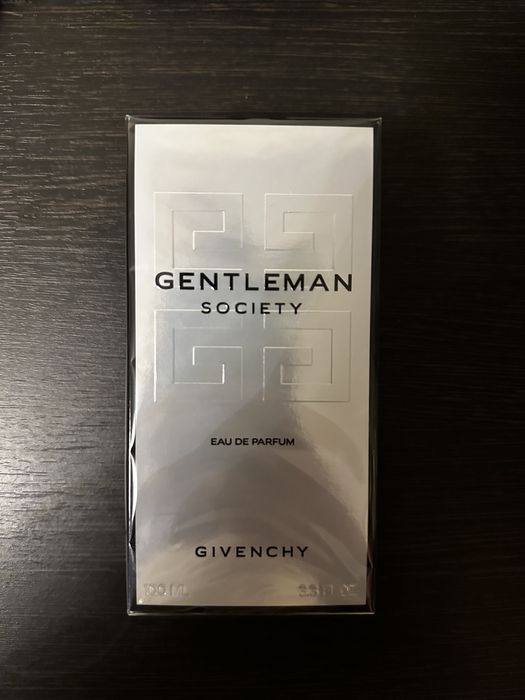 GENTLEMAN
SOCIETY
EAU DE PARFUM
GIVENCHY
100 ML 3.3 FL OZ